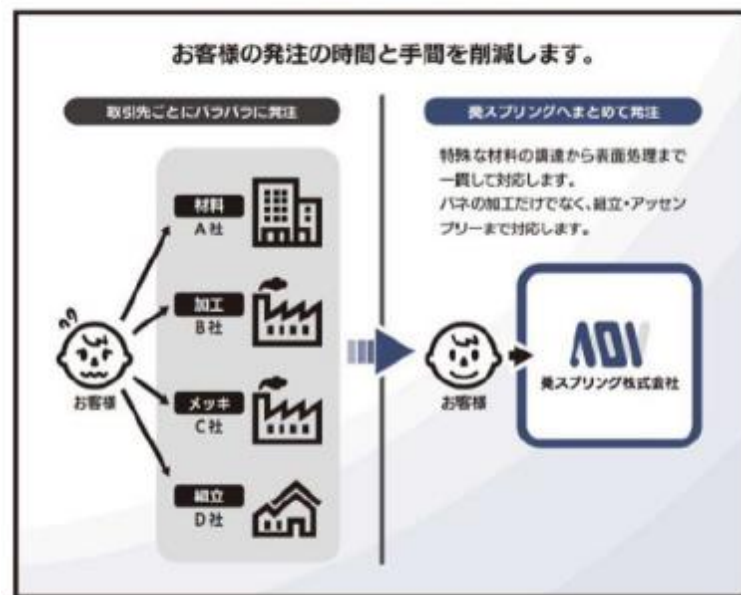 お客様の発注の時間と手間を削減します。
取引先ごとにバラバラに発注
材料
A社
加工
B社
メッキ
C社
組立
D社
お客様
スプリングへまとめて発注
特殊な材料の調達から表面処理まで
一貫して対応します。
バネの加工だけでなく、組立・アッセン
ブリーまで対応します。
お客様
スプリング株式会社